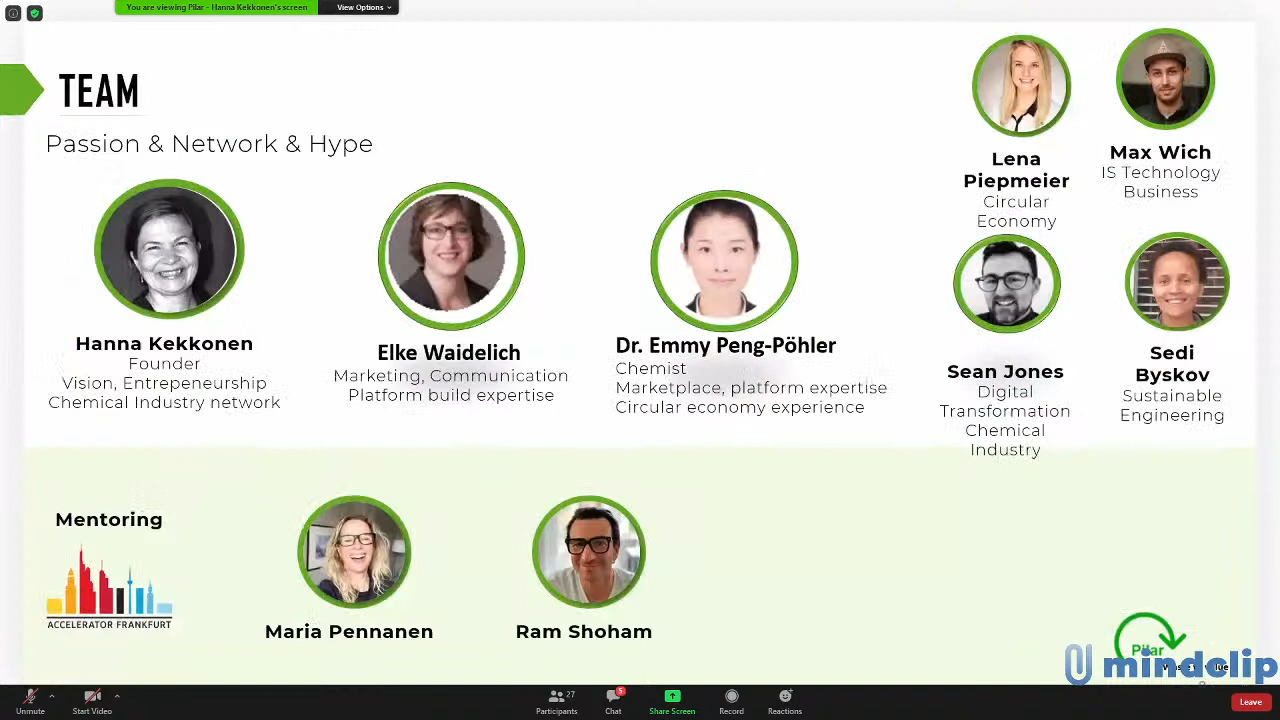 You are viewing Pilar - Hanna Kekkonen's screen
View Options
TEAM
Passion & Network & Hype
Hanna Kekkonen
Founder
Vision, Entrepeneurship
Chemical Industry network
Elke Waidelich
Marketing, Communication
Platform build expertise
Dr. Emmy Peng-Pöhler
Chemist
Marketplace, platform expertise
Circular economy experience
Lena
Piepmeier
Circular
Economy
Max Wich
IS Technology
Business
Sean Jones
Digital
Transformation
Chemical
Industry
Sedi
Byskov
Sustainable
Engineering
Mentoring
ACCELERATOR FRANKFURT
Maria Pennanen
Ram Shoham
Pilar
mindclip
Unmute
Start Video
27
Participants
5
Chat
Share Screen
Record
Reactions
Leave